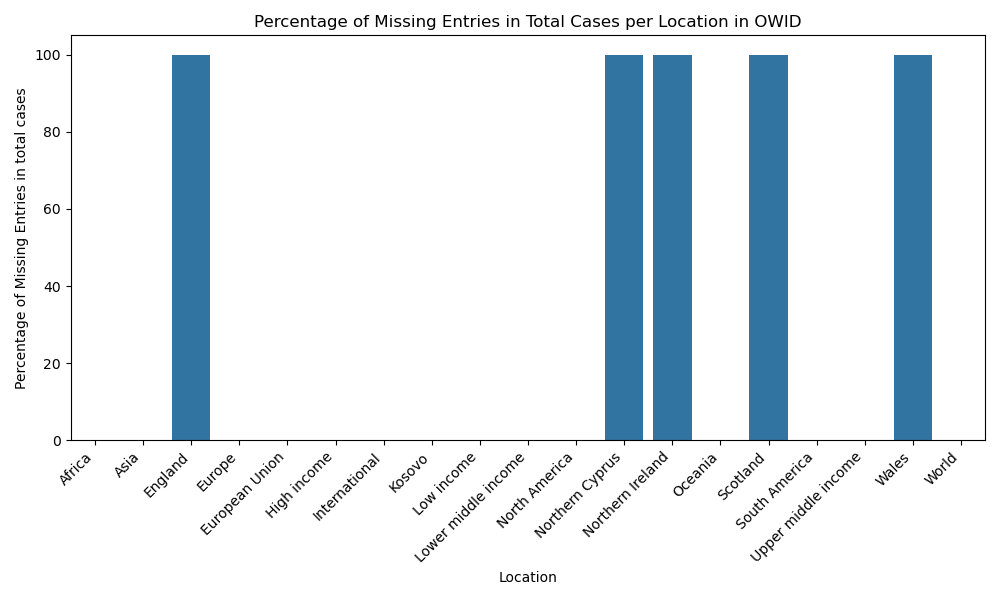 Percentage of Missing Entries in Total Cases per Location in OWID
Percentage of Missing Entries in total cases
100
80
60
40
20
0
Africa
Asia
England
Europe
European Union
High income
International
Kosovo
Low income
Lower middle income
North America
Northern Cyprus
Northern Ireland
Oceania
Scotland
South America
Upper middle income
Wales
World
Location